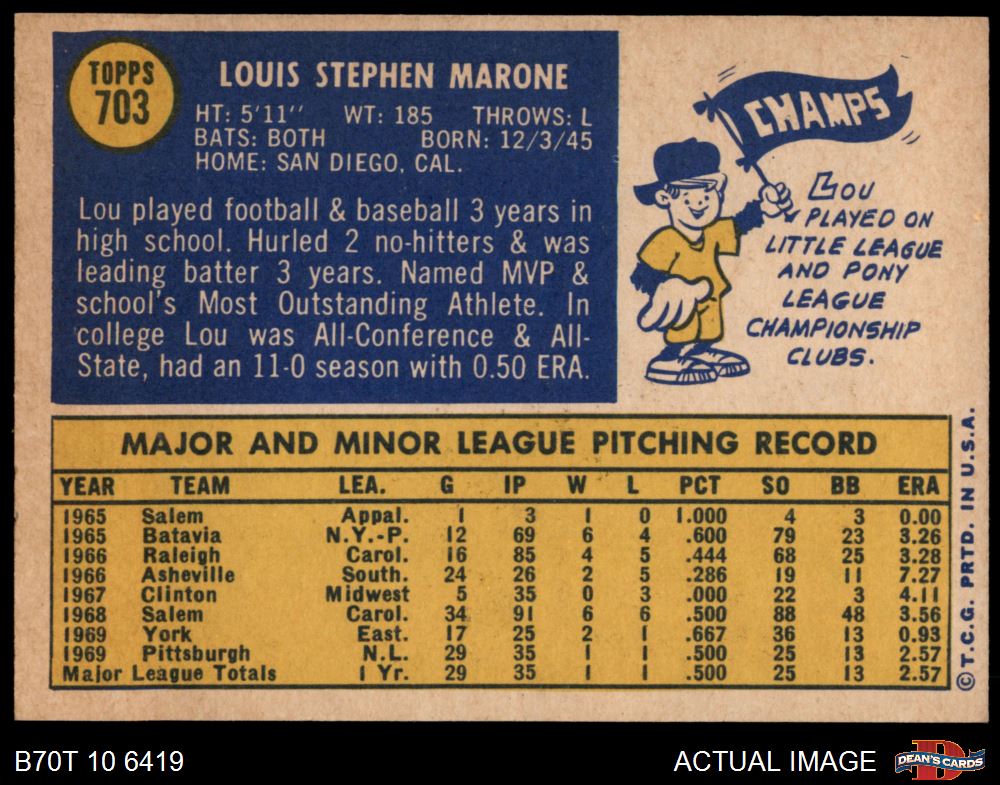 TOPPS
703
LOUIS STEPHEN MARONE
HT: 5'11'' WT: 185 THROWS: L
BATS: BOTH BORN: 12/3/45
HOME: SAN DIEGO, CAL.
Lou played football & baseball 3 years in
high school. Hurled 2 no-hitters & was
leading batter 3 years. Named MVP &
school's Most Outstanding Athlete. In
college Lou was All-Conference & All-
State, had an 11-0 season with 0.50 ERA.
CHAMPS
LOU
PLAYED ON
LITTLE LEAGUE
AND PONY
LEAGUE
CHAMPIONSHIP
CLUBS.
MAJOR AND MINOR LEAGUE PITCHING RECORD
YEAR TEAM LEA. G IP W L PCT SO BB ERA
1965 Salem Appal. 1 3 1 0 1.000 4 3 0.00
1965 Batavia N.Y.-P. 12 69 6 4 .600 79 23 3.26
1966 Raleigh Carol. 16 85 4 5 .444 68 25 3.28
1966 Asheville South. 24 26 2 5 .286 19 11 7.27
1967 Clinton Midwest 5 35 0 3 .000 22 3 4.11
1968 Salem Carol. 34 91 6 6 .500 88 48 3.56
1969 York East. 17 25 2 1 .667 36 13 0.93
1969 Pittsburgh N.L. 29 35 1 1 .500 25 13 2.57
Major League Totals 1 Yr. 29 35 1 1 .500 25 13 2.57
© T.C.G. PRTD. IN U.S.A.
B70T 10 6419
ACTUAL IMAGE
D
DEAN'S CARDS